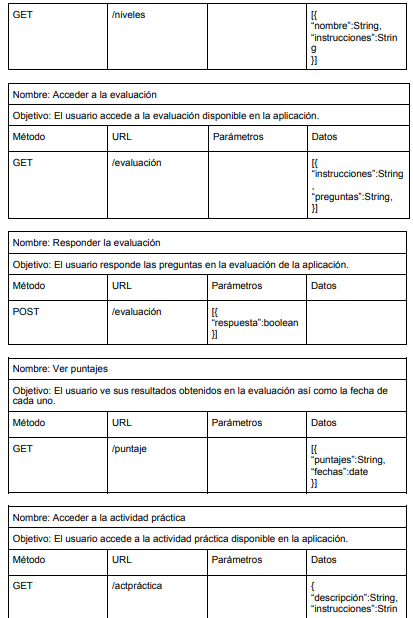 GET /niveles [{
“nombre”:String,
“instrucciones”:Strin
g
}]
Nombre: Acceder a la evaluación
Objetivo: El usuario accede a la evaluación disponible en la aplicación.
Método URL Parámetros Datos
GET /evaluación [{
“instrucciones”:String
,
“preguntas”:String,
}]
Nombre: Responder la evaluación
Objetivo: El usuario responde las preguntas en la evaluación de la aplicación.
Método URL Parámetros Datos
POST /evaluación [{
“respuesta”:boolean
}]
Nombre: Ver puntajes
Objetivo: El usuario ve sus resultados obtenidos en la evaluación así como la fecha de
cada uno.
Método URL Parámetros Datos
GET /puntaje [{
“puntajes”:String,
“fechas”:date
}]
Nombre: Acceder a la actividad práctica
Objetivo: El usuario accede a la actividad práctica disponible en la aplicación.
Método URL Parámetros Datos
GET /actpráctica {
“descripción”:String,
“instrucciones”:Strin